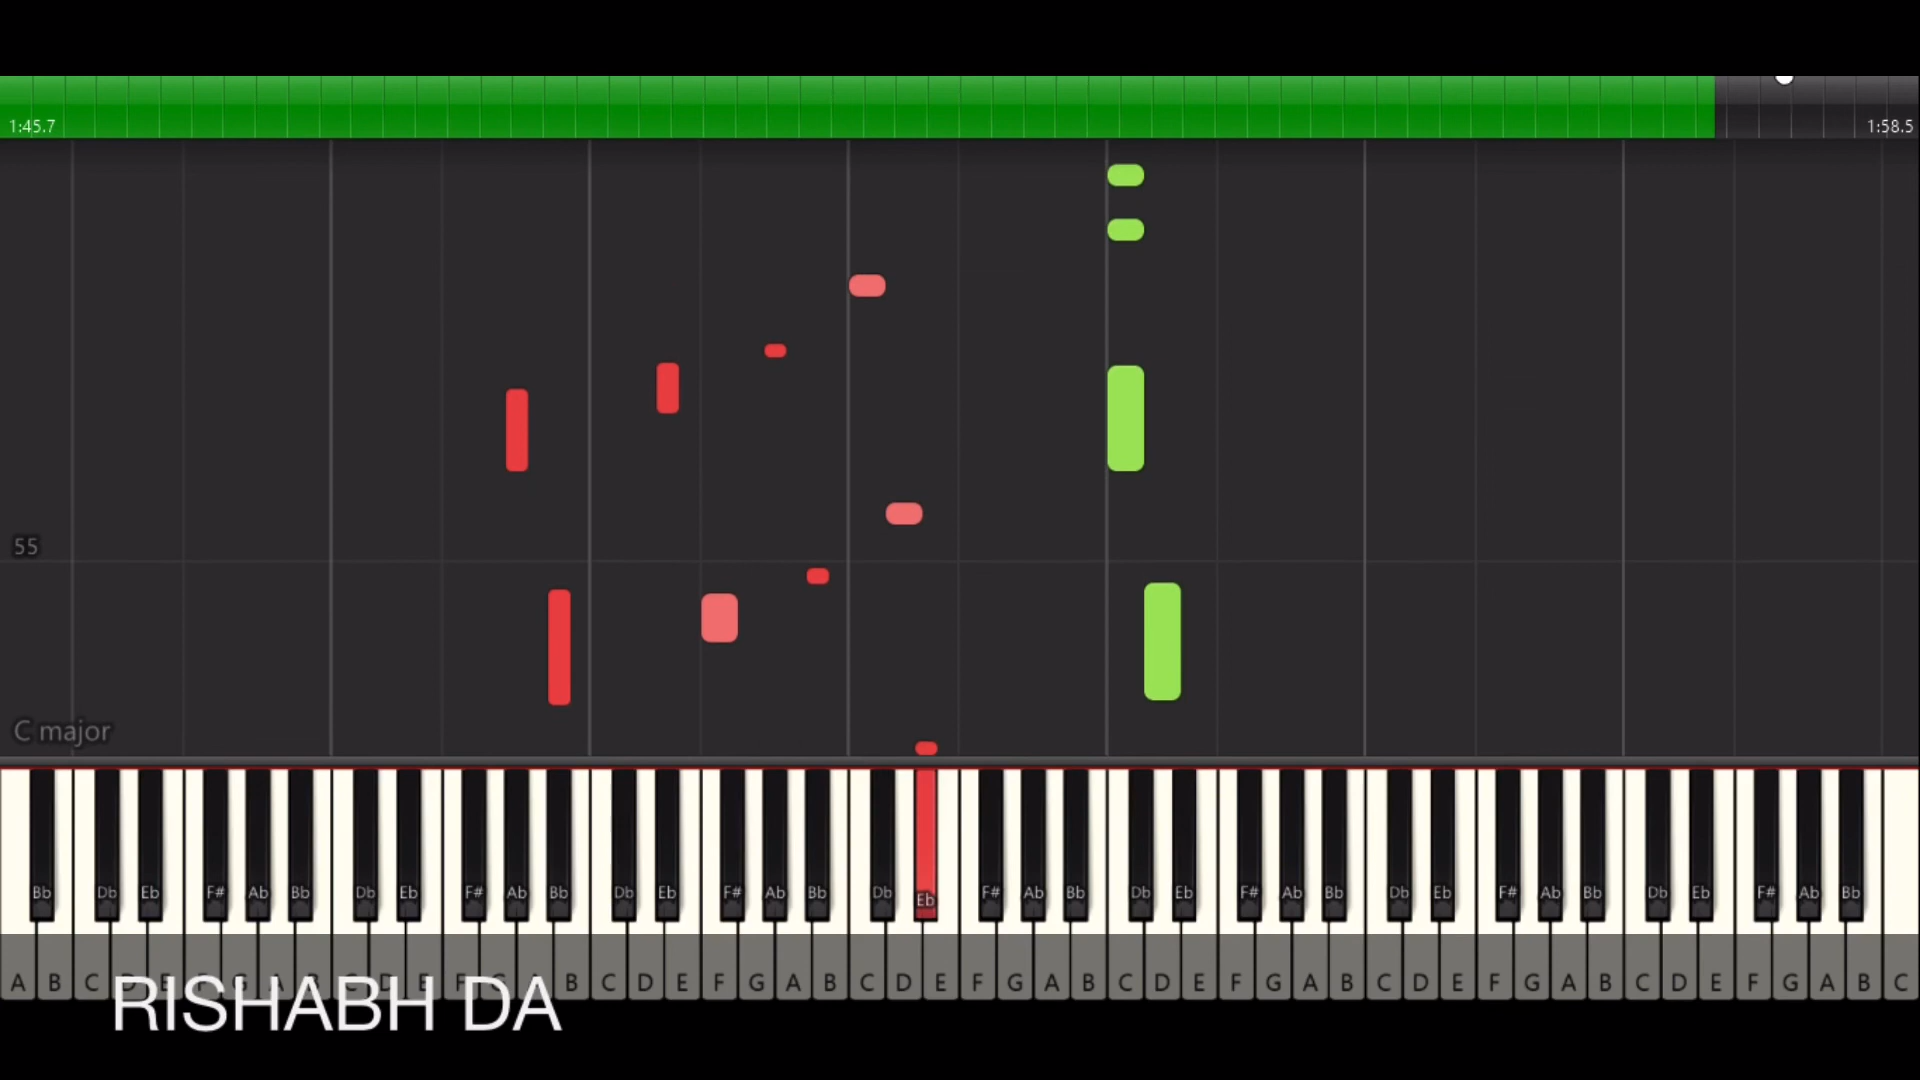 1:45.7 1:58.5
55
C major
Bb Db Eb F# Ab Bb Db Eb F# Ab Bb Db Eb F# Ab Bb Db Eb F# Ab Bb Db Eb F# Ab Bb Db Eb F# Ab Bb Db Eb F# Ab Bb
A B C D E F G A B C D E F G A B C D E F G A B C D E F G A B C D E F G A B C D E F G A B C D E F G A B C
RISHABH DA